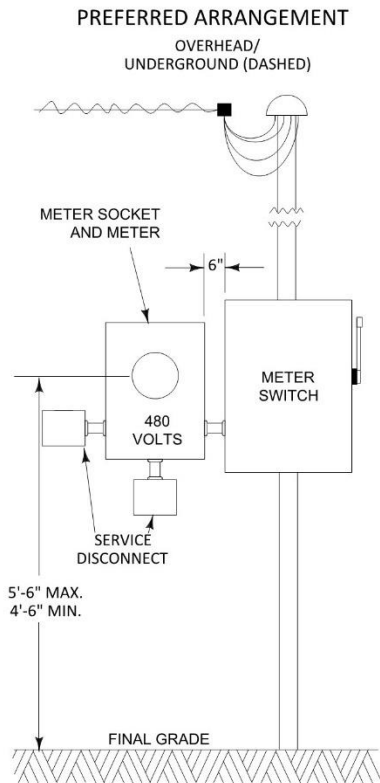 PREFERRED ARRANGEMENT
OVERHEAD/
UNDERGROUND (DASHED)
METER SOCKET
AND METER
6"
METER
SWITCH
480
VOLTS
SERVICE
DISCONNECT
5'-6" MAX.
4'-6" MIN.
FINAL GRADE